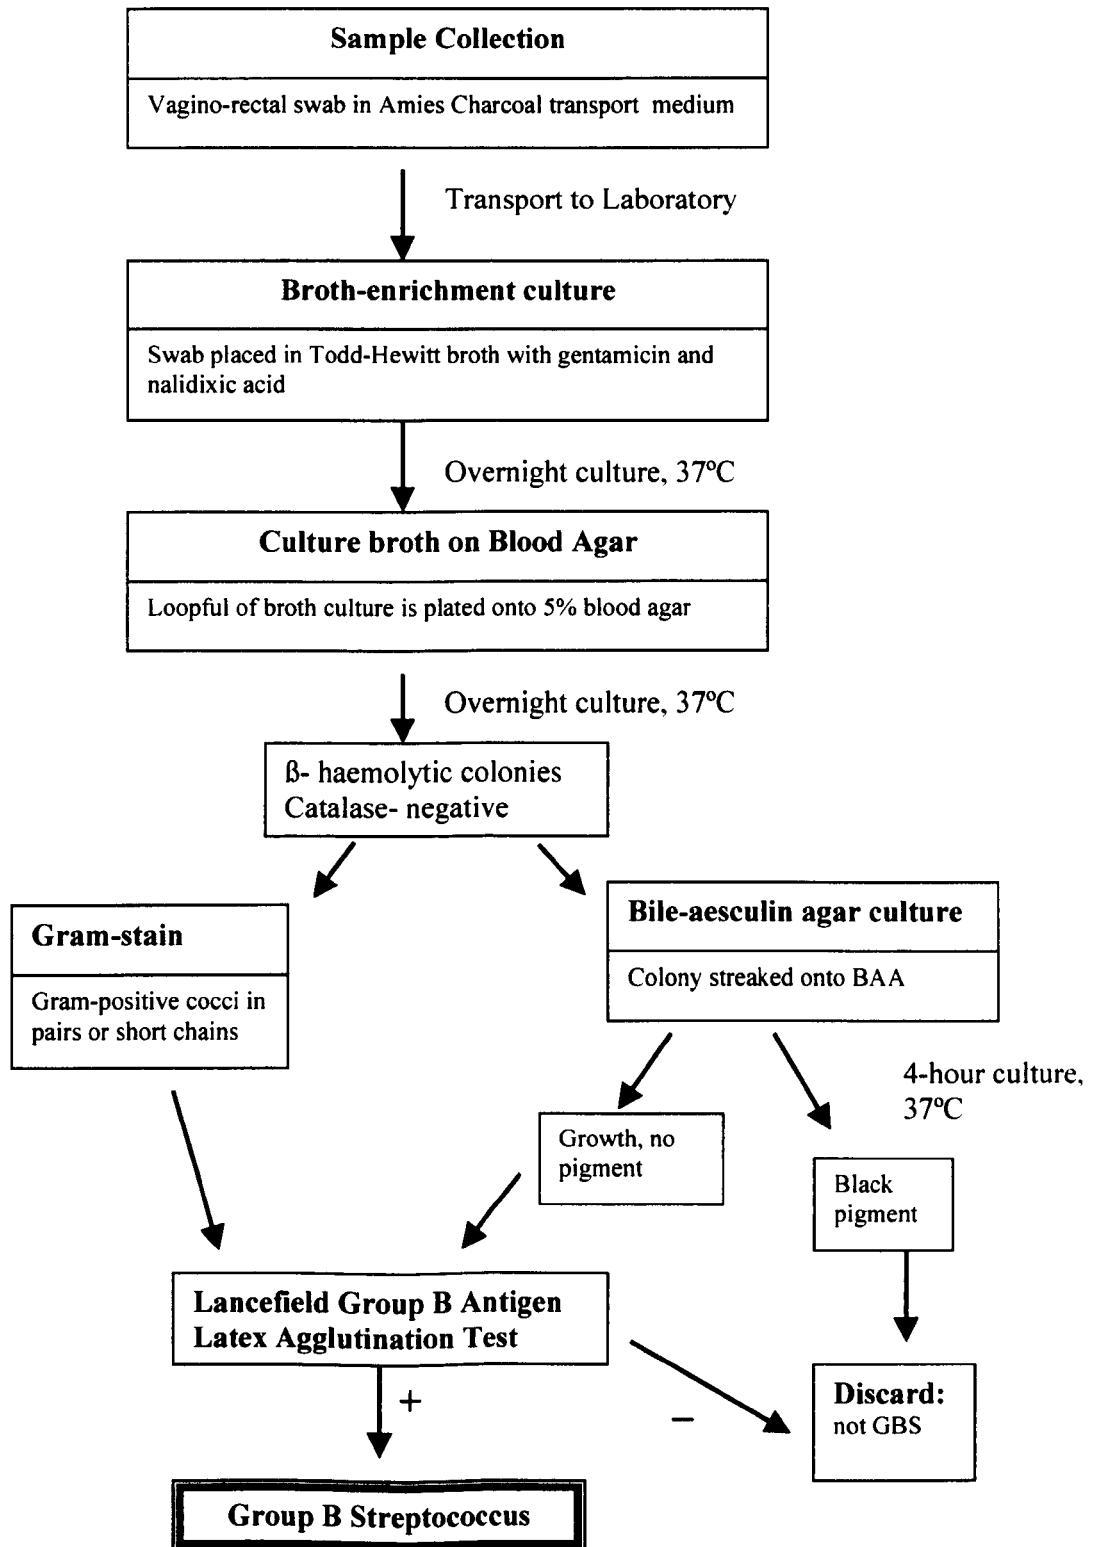 Sample Collection
Vagino-rectal swab in Amies Charcoal transport medium
Transport to Laboratory
Broth-enrichment culture
Swab placed in Todd-Hewitt broth with gentamicin and
nalidixic acid
Overnight culture, 37ºC
Culture broth on Blood Agar
Loopful of broth culture is plated onto 5% blood agar
Overnight culture, 37ºC
ß- haemolytic colonies
Catalase- negative
Gram-stain
Gram-positive cocci in
pairs or short chains
Bile-aesculin agar culture
Colony streaked onto BAA
4-hour culture,
37ºC
Growth, no
pigment
Black
pigment
Lancefield Group B Antigen
Latex Agglutination Test
+
–
Discard:
not GBS
Group B Streptococcus